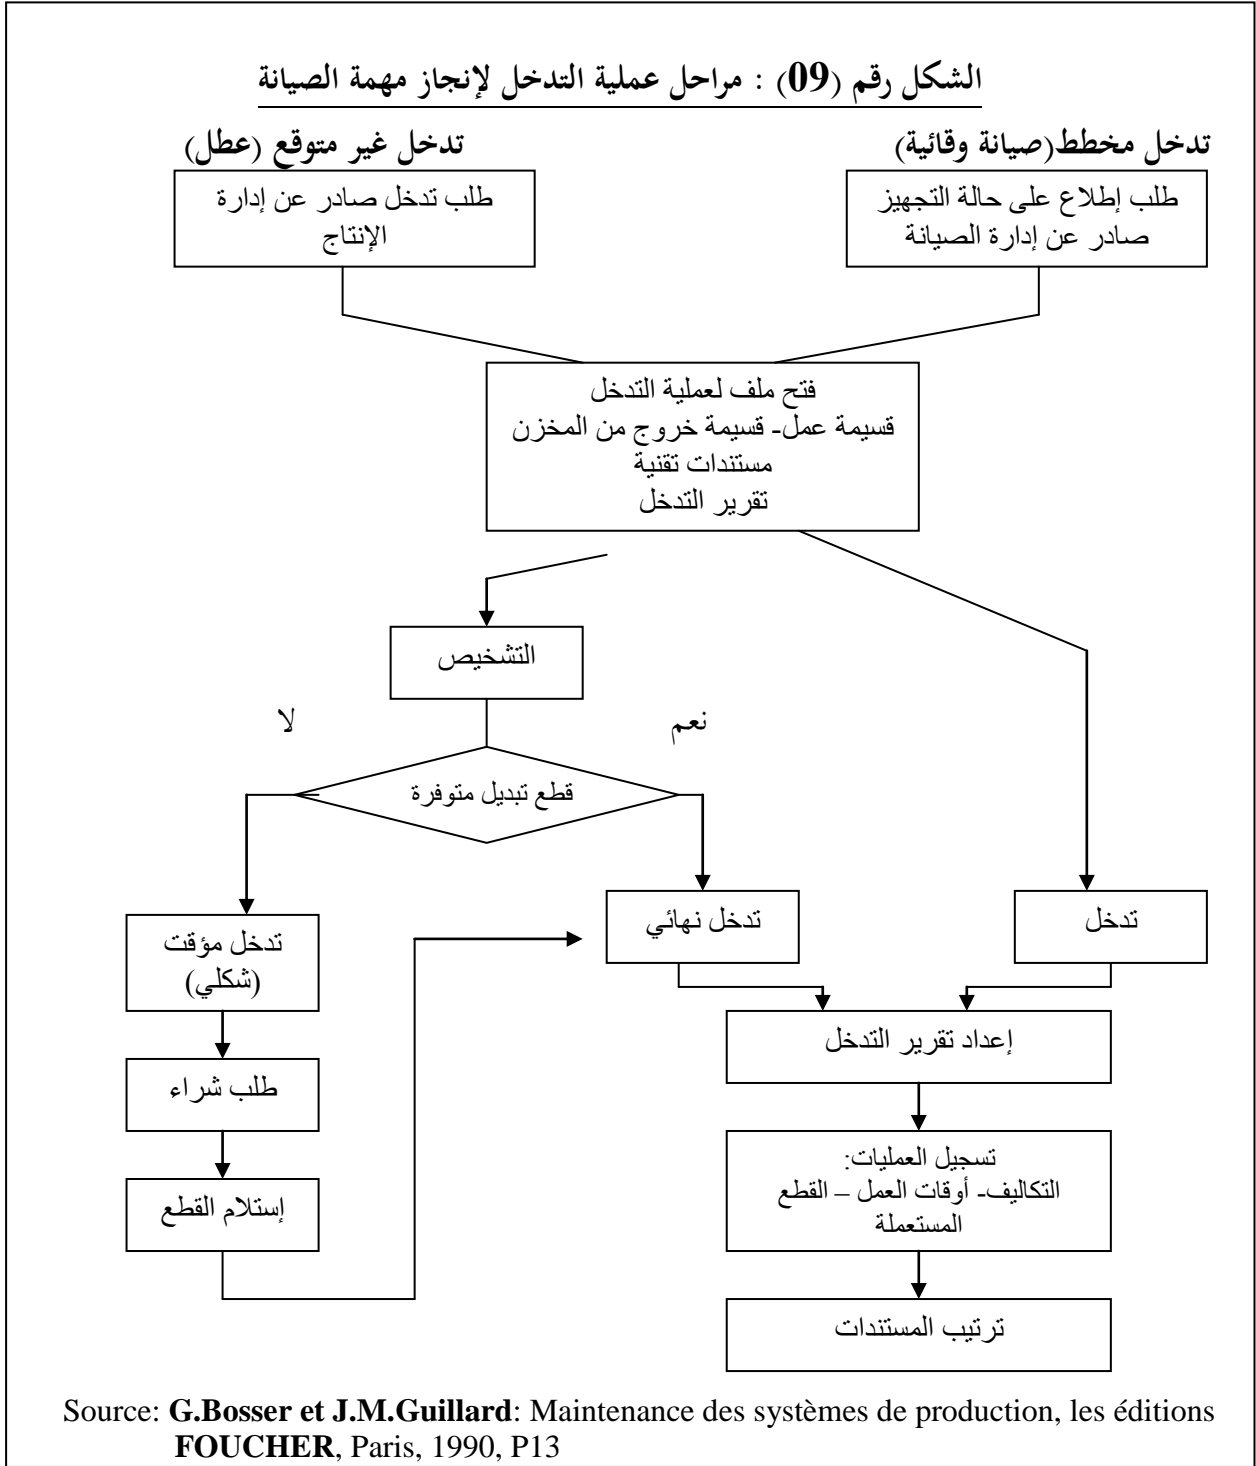 الشكل رقم (09) : مراحل عملية التدخل لإنجاز مهمة الصيانة
تدخل مخطط(صيانة وقائية)
تدخل غير متوقع (عطل)
طلب إطلاع على حالة التجهيز
صادر عن إدارة الصيانة
طلب تدخل صادر عن إدارة
الإنتاج
فتح ملف لعملية التدخل
قسيمة عمل- قسيمة خروج من المخزن
مستندات تقنية
تقرير التدخل
التشخيص
نعم
لا
قطع تبديل متوفرة
تدخل
تدخل نهائي
تدخل مؤقت
(شكلي)
إعداد تقرير التدخل
طلب شراء
تسجيل العمليات:
التكاليف- أوقات العمل – القطع
المستعملة
إستلام القطع
ترتيب المستندات
Source: G.Bosser et J.M.Guillard: Maintenance des systèmes de production, les éditions
FOUCHER, Paris, 1990, P13